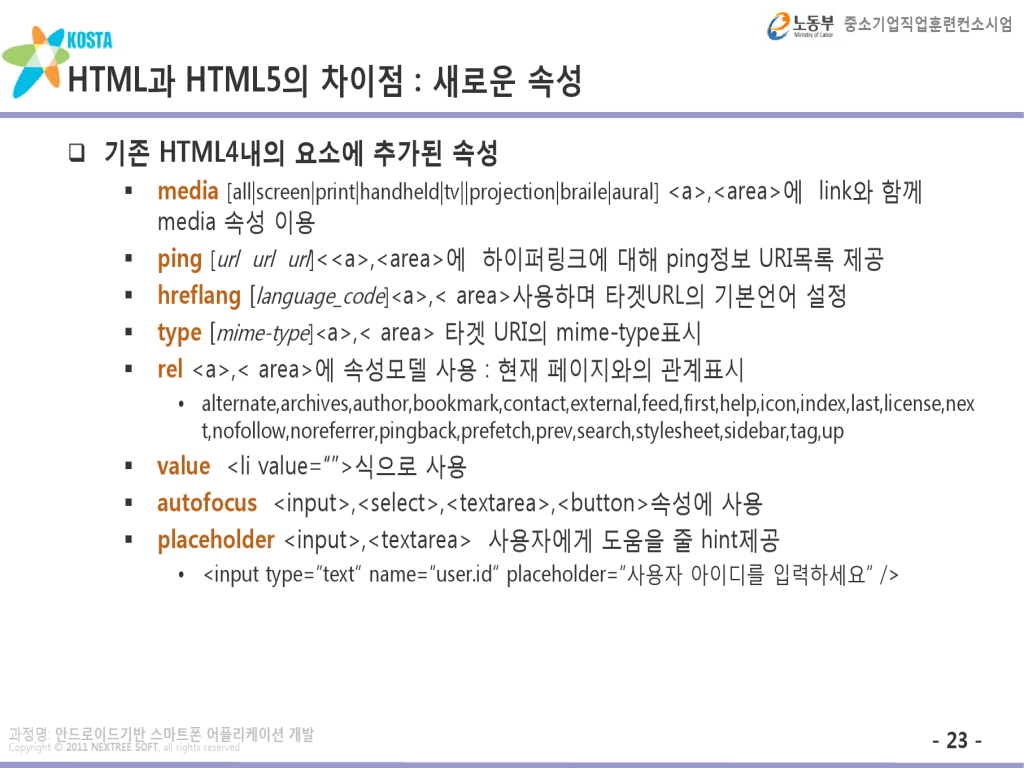 노동부 중소기업직업훈련컨소시엄
Ministry of Labor
KOSTA
HTML과 HTML5의 차이점 : 새로운 속성
❑ 기존 HTML4내의 요소에 추가된 속성
▪ media [all|screen|print|handheld|tv||projection|braile|aural] <a>,<area>에 link와 함께
media 속성 이용
▪ ping [url url url]<<a>,<area>에 하이퍼링크에 대해 ping정보 URI목록 제공
▪ hreflang [language_code]<a>,< area>사용하며 타겟URL의 기본언어 설정
▪ type [mime-type]<a>,< area> 타겟 URI의 mime-type표시
▪ rel <a>,< area>에 속성모델 사용 : 현재 페이지와의 관계표시
• alternate,archives,author,bookmark,contact,external,feed,first,help,icon,index,last,license,nex
t,nofollow,noreferrer,pingback,prefetch,prev,search,stylesheet,sidebar,tag,up
▪ value <li value=“”>식으로 사용
▪ autofocus <input>,<select>,<textarea>,<button>속성에 사용
▪ placeholder <input>,<textarea> 사용자에게 도움을 줄 hint제공
• <input type=“text“ name=“user.id” placeholder=“사용자 아이디를 입력하세요“ />
과정명: 안드로이드기반 스마트폰 어플리케이션 개발
Copyright © 2011 NEXTREE SOFT, all rights reserved
- 23 -